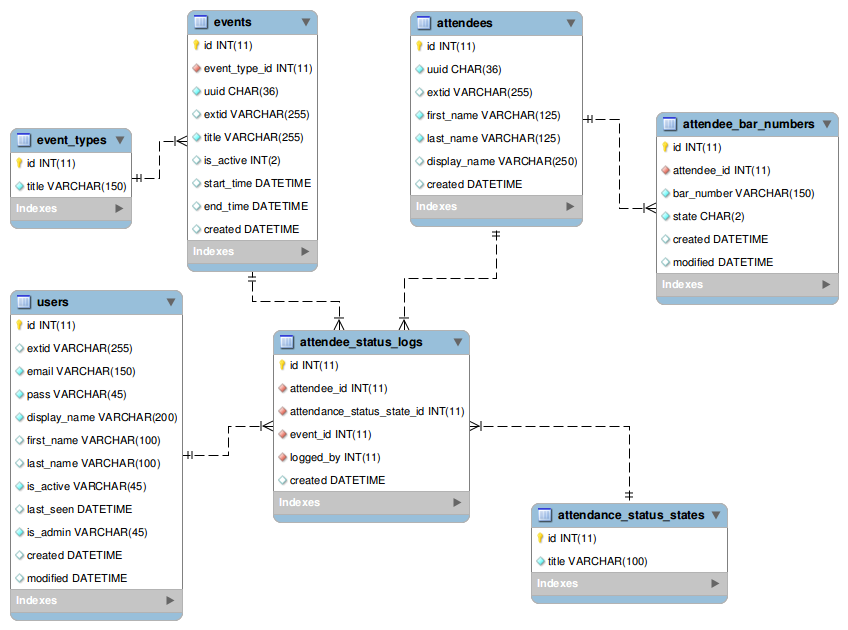 events
id INT(11)
event_type_id INT(11)
uuid CHAR(36)
extid VARCHAR(255)
title VARCHAR(255)
is_active INT(2)
start_time DATETIME
end_time DATETIME
created DATETIME
Indexes
attendees
id INT(11)
uuid CHAR(36)
extid VARCHAR(255)
first_name VARCHAR(125)
last_name VARCHAR(125)
display_name VARCHAR(250)
created DATETIME
Indexes
attendee_bar_numbers
id INT(11)
attendee_id INT(11)
bar_number VARCHAR(150)
state CHAR(2)
created DATETIME
modified DATETIME
Indexes
event_types
id INT(11)
title VARCHAR(150)
Indexes
users
id INT(11)
extid VARCHAR(255)
email VARCHAR(150)
pass VARCHAR(45)
display_name VARCHAR(200)
first_name VARCHAR(100)
last_name VARCHAR(100)
is_active VARCHAR(45)
last_seen DATETIME
is_admin VARCHAR(45)
created DATETIME
modified DATETIME
Indexes
attendee_status_logs
id INT(11)
attendee_id INT(11)
attendance_status_state_id INT(11)
event_id INT(11)
logged_by INT(11)
created DATETIME
Indexes
attendance_status_states
id INT(11)
title VARCHAR(100)
Indexes